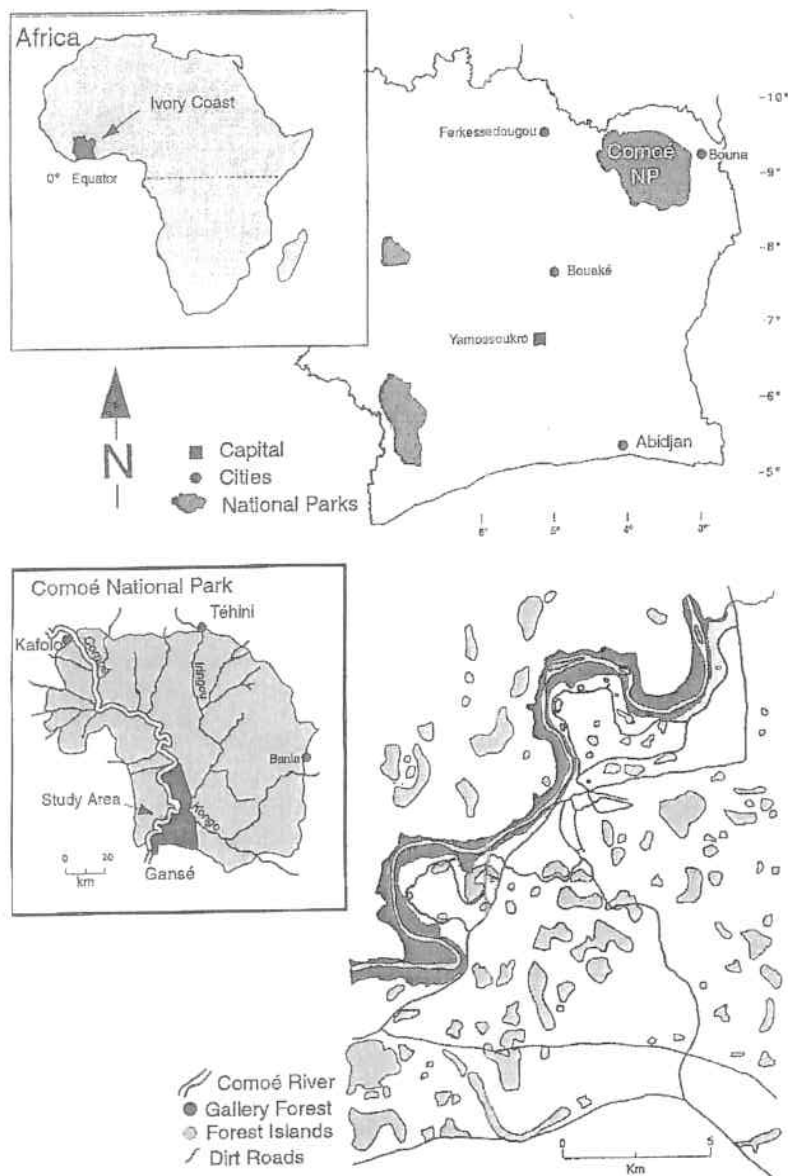 Africa
Ivory Coast
0° Equator
Ferkessedougou
Comoé
NP
Bouna
Bouaké
Yamoussoukro
Abidjan
-10°
-9°
-8°
-7°
-6°
-5°
6° 5° 4° 3°
N
Capital
Cities
National Parks
Comoé National Park
Téhini
Kafolo
Comoé
Iringou
Bania
Study Area
Kongo
0 20
km
Gansé
Comoé River
Gallery Forest
Forest Islands
Dirt Roads
0 5
Km